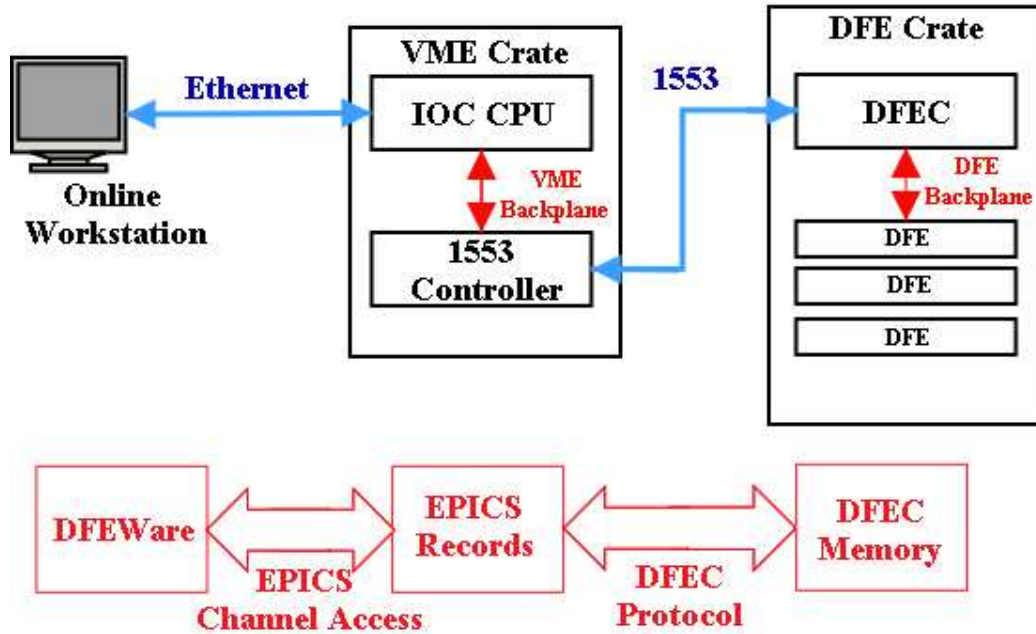 VME Crate
DFE Crate
Ethernet
IOC CPU
1553
DFEC
VME
Backplane
DFE
Backplane
Online
Workstation
1553
Controller
DFE
DFE
DFE
DFEWare
EPICS
Records
DFEC
Memory
EPICS
Channel Access
DFEC
Protocol